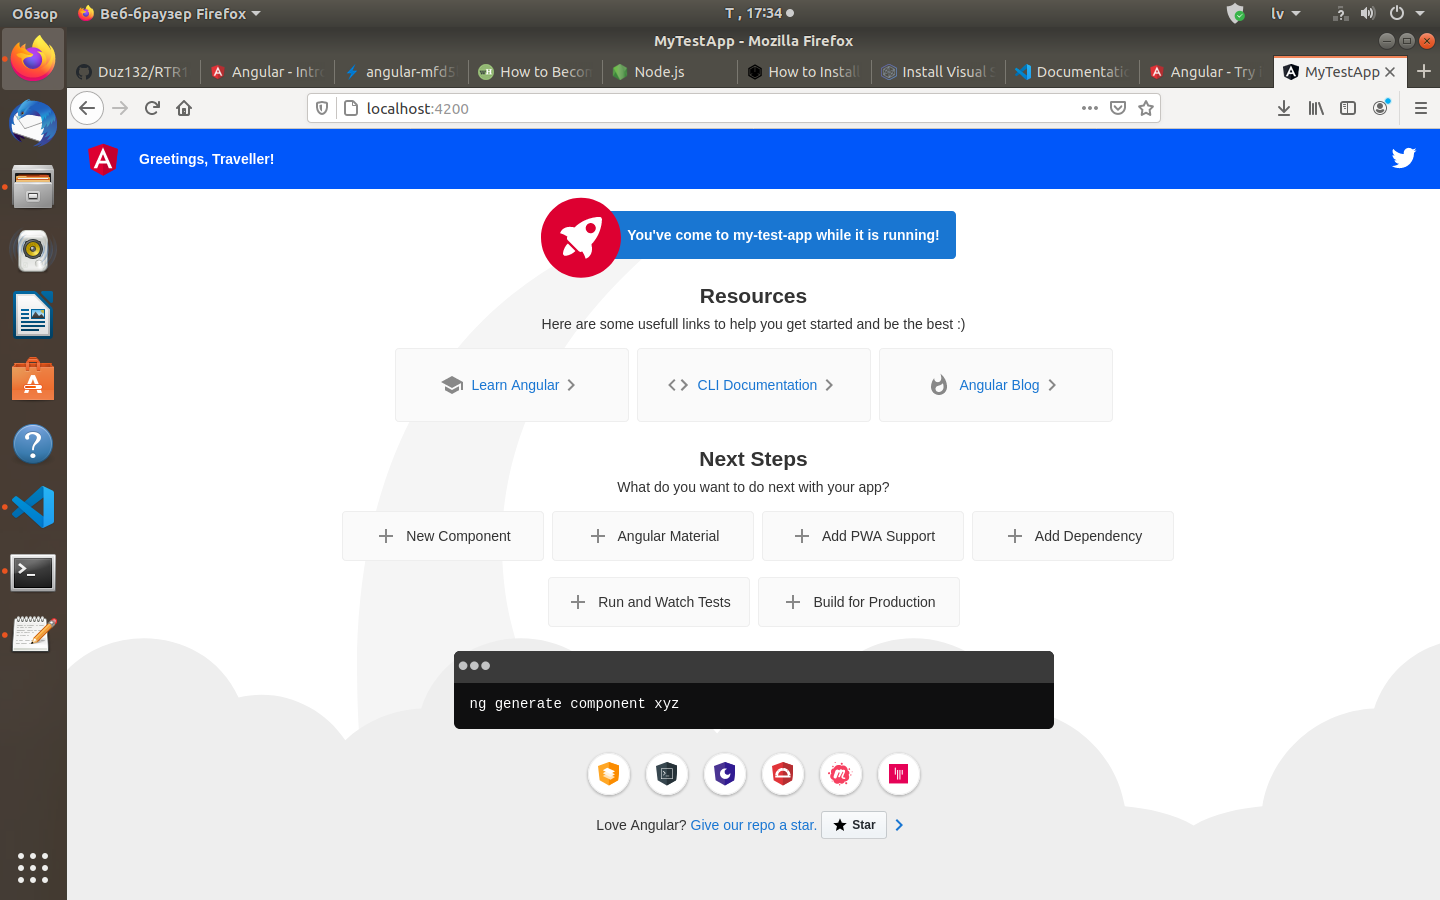 Обзор
Веб-браузер Firefox
T , 17:34
lv
MyTestApp - Mozilla Firefox
Duz132/RTR1
Angular - Intro
angular-mfd5
How to Becom
Node.js
How to Install
Install Visual S
Documentatio
Angular - Try
MyTestApp
localhost:4200
Greetings, Traveller!
You've come to my-test-app while it is running!
Resources
Here are some usefull links to help you get started and be the best :)
Learn Angular
CLI Documentation
Angular Blog
Next Steps
What do you want to do next with your app?
New Component
Angular Material
Add PWA Support
Add Dependency
Run and Watch Tests
Build for Production
ng generate component xyz
Love Angular? Give our repo a star. Star